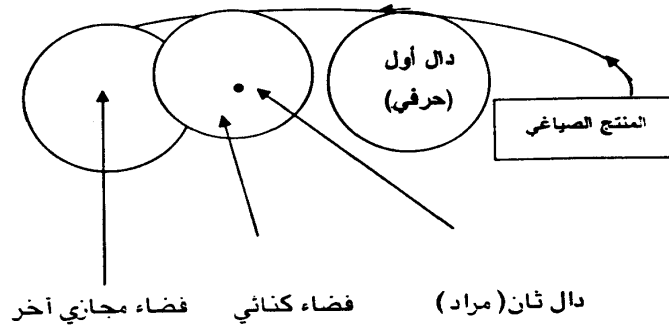 دال أول
(حرفي)
المنتج الصياغي
دال ثان( مراد)
فضاء كنائي
فضاء مجازي آخر